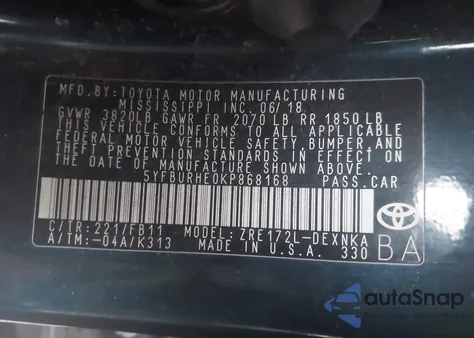 MFD.BY:TOYOTA MOTOR MANUFACTURING
MISSISSIPPI INC.06/18
GVWR 3820LB GAWR FR 2070 LB RR 1850 LB
THIS VEHICLE CONFORMS TO ALL APPLICABLE
FEDERAL MOTOR VEHICLE SAFETY, BUMPER, AND
THEFT PREVENTION STANDARDS IN EFFECT ON
THE DATE OF MANUFACTURE SHOWN ABOVE.
5YFBURHE0KP868168 PASS.CAR
C/TR:221/FB11 MODEL:ZRE172L-DEXNKA
A/TM:-04A/K313 MADE IN U.S.A. 330
BA
autoSnap